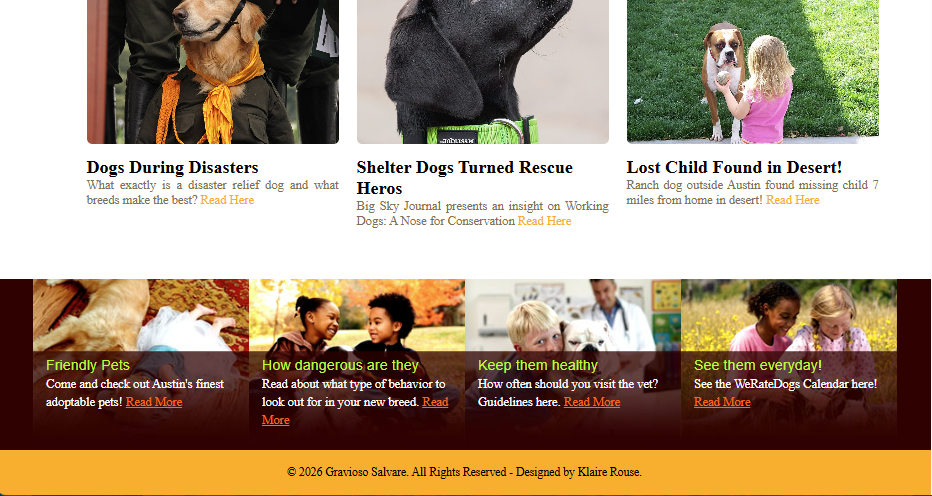 Dogs During Disasters
What exactly is a disaster relief dog and what
breeds make the best? Read Here
Shelter Dogs Turned Rescue
Heros
Big Sky Journal presents an insight on Working
Dogs: A Nose for Conservation Read Here
Lost Child Found in Desert!
Ranch dog outside Austin found missing child 7
miles from home in desert! Read Here
Friendly Pets
Come and check out Austin's finest
adoptable pets! Read More
How dangerous are they
Read about what type of behavior to
look out for in your new breed. Read
More
Keep them healthy
How often should you visit the vet?
Guidelines here. Read More
See them everyday!
See the WeRateDogs Calendar here!
Read More
© 2026 Gravioso Salvare. All Rights Reserved - Designed by Klaire Rouse.